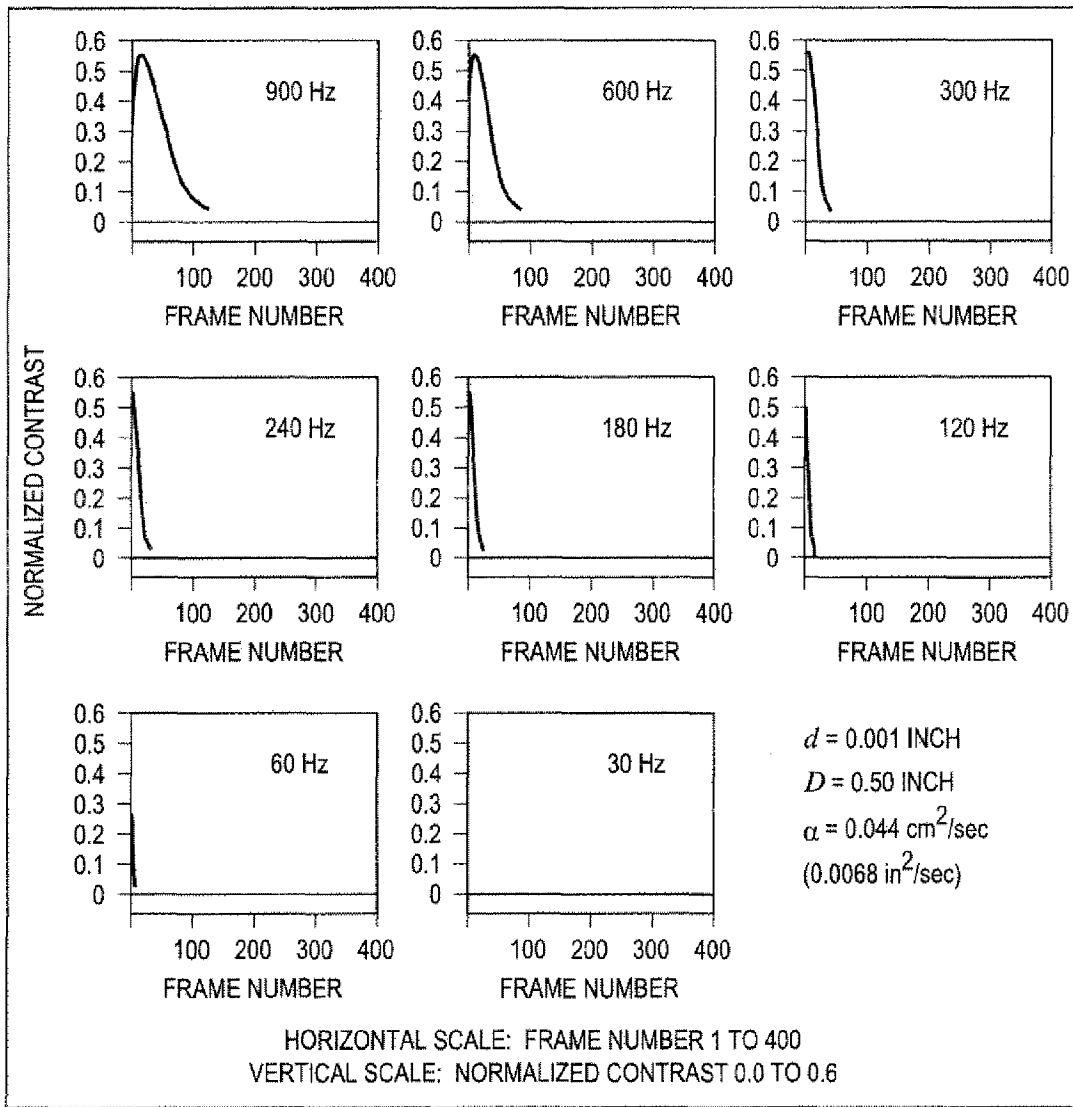 NORMALIZED CONTRAST
0.6
0.5
0.4
0.3
0.2
0.1
0
900 Hz
100 200 300 400
FRAME NUMBER
0.6
0.5
0.4
0.3
0.2
0.1
0
600 Hz
100 200 300 400
FRAME NUMBER
0.6
0.5
0.4
0.3
0.2
0.1
0
300 Hz
100 200 300 400
FRAME NUMBER
0.6
0.5
0.4
0.3
0.2
0.1
0
240 Hz
100 200 300 400
FRAME NUMBER
0.6
0.5
0.4
0.3
0.2
0.1
0
180 Hz
100 200 300 400
FRAME NUMBER
0.6
0.5
0.4
0.3
0.2
0.1
0
120 Hz
100 200 300 400
FRAME NUMBER
0.6
0.5
0.4
0.3
0.2
0.1
0
60 Hz
100 200 300 400
FRAME NUMBER
0.6
0.5
0.4
0.3
0.2
0.1
0
30 Hz
100 200 300 400
FRAME NUMBER
d = 0.001 INCH
D = 0.50 INCH
α = 0.044 cm²/sec
(0.0068 in²/sec)
HORIZONTAL SCALE: FRAME NUMBER 1 TO 400
VERTICAL SCALE: NORMALIZED CONTRAST 0.0 TO 0.6